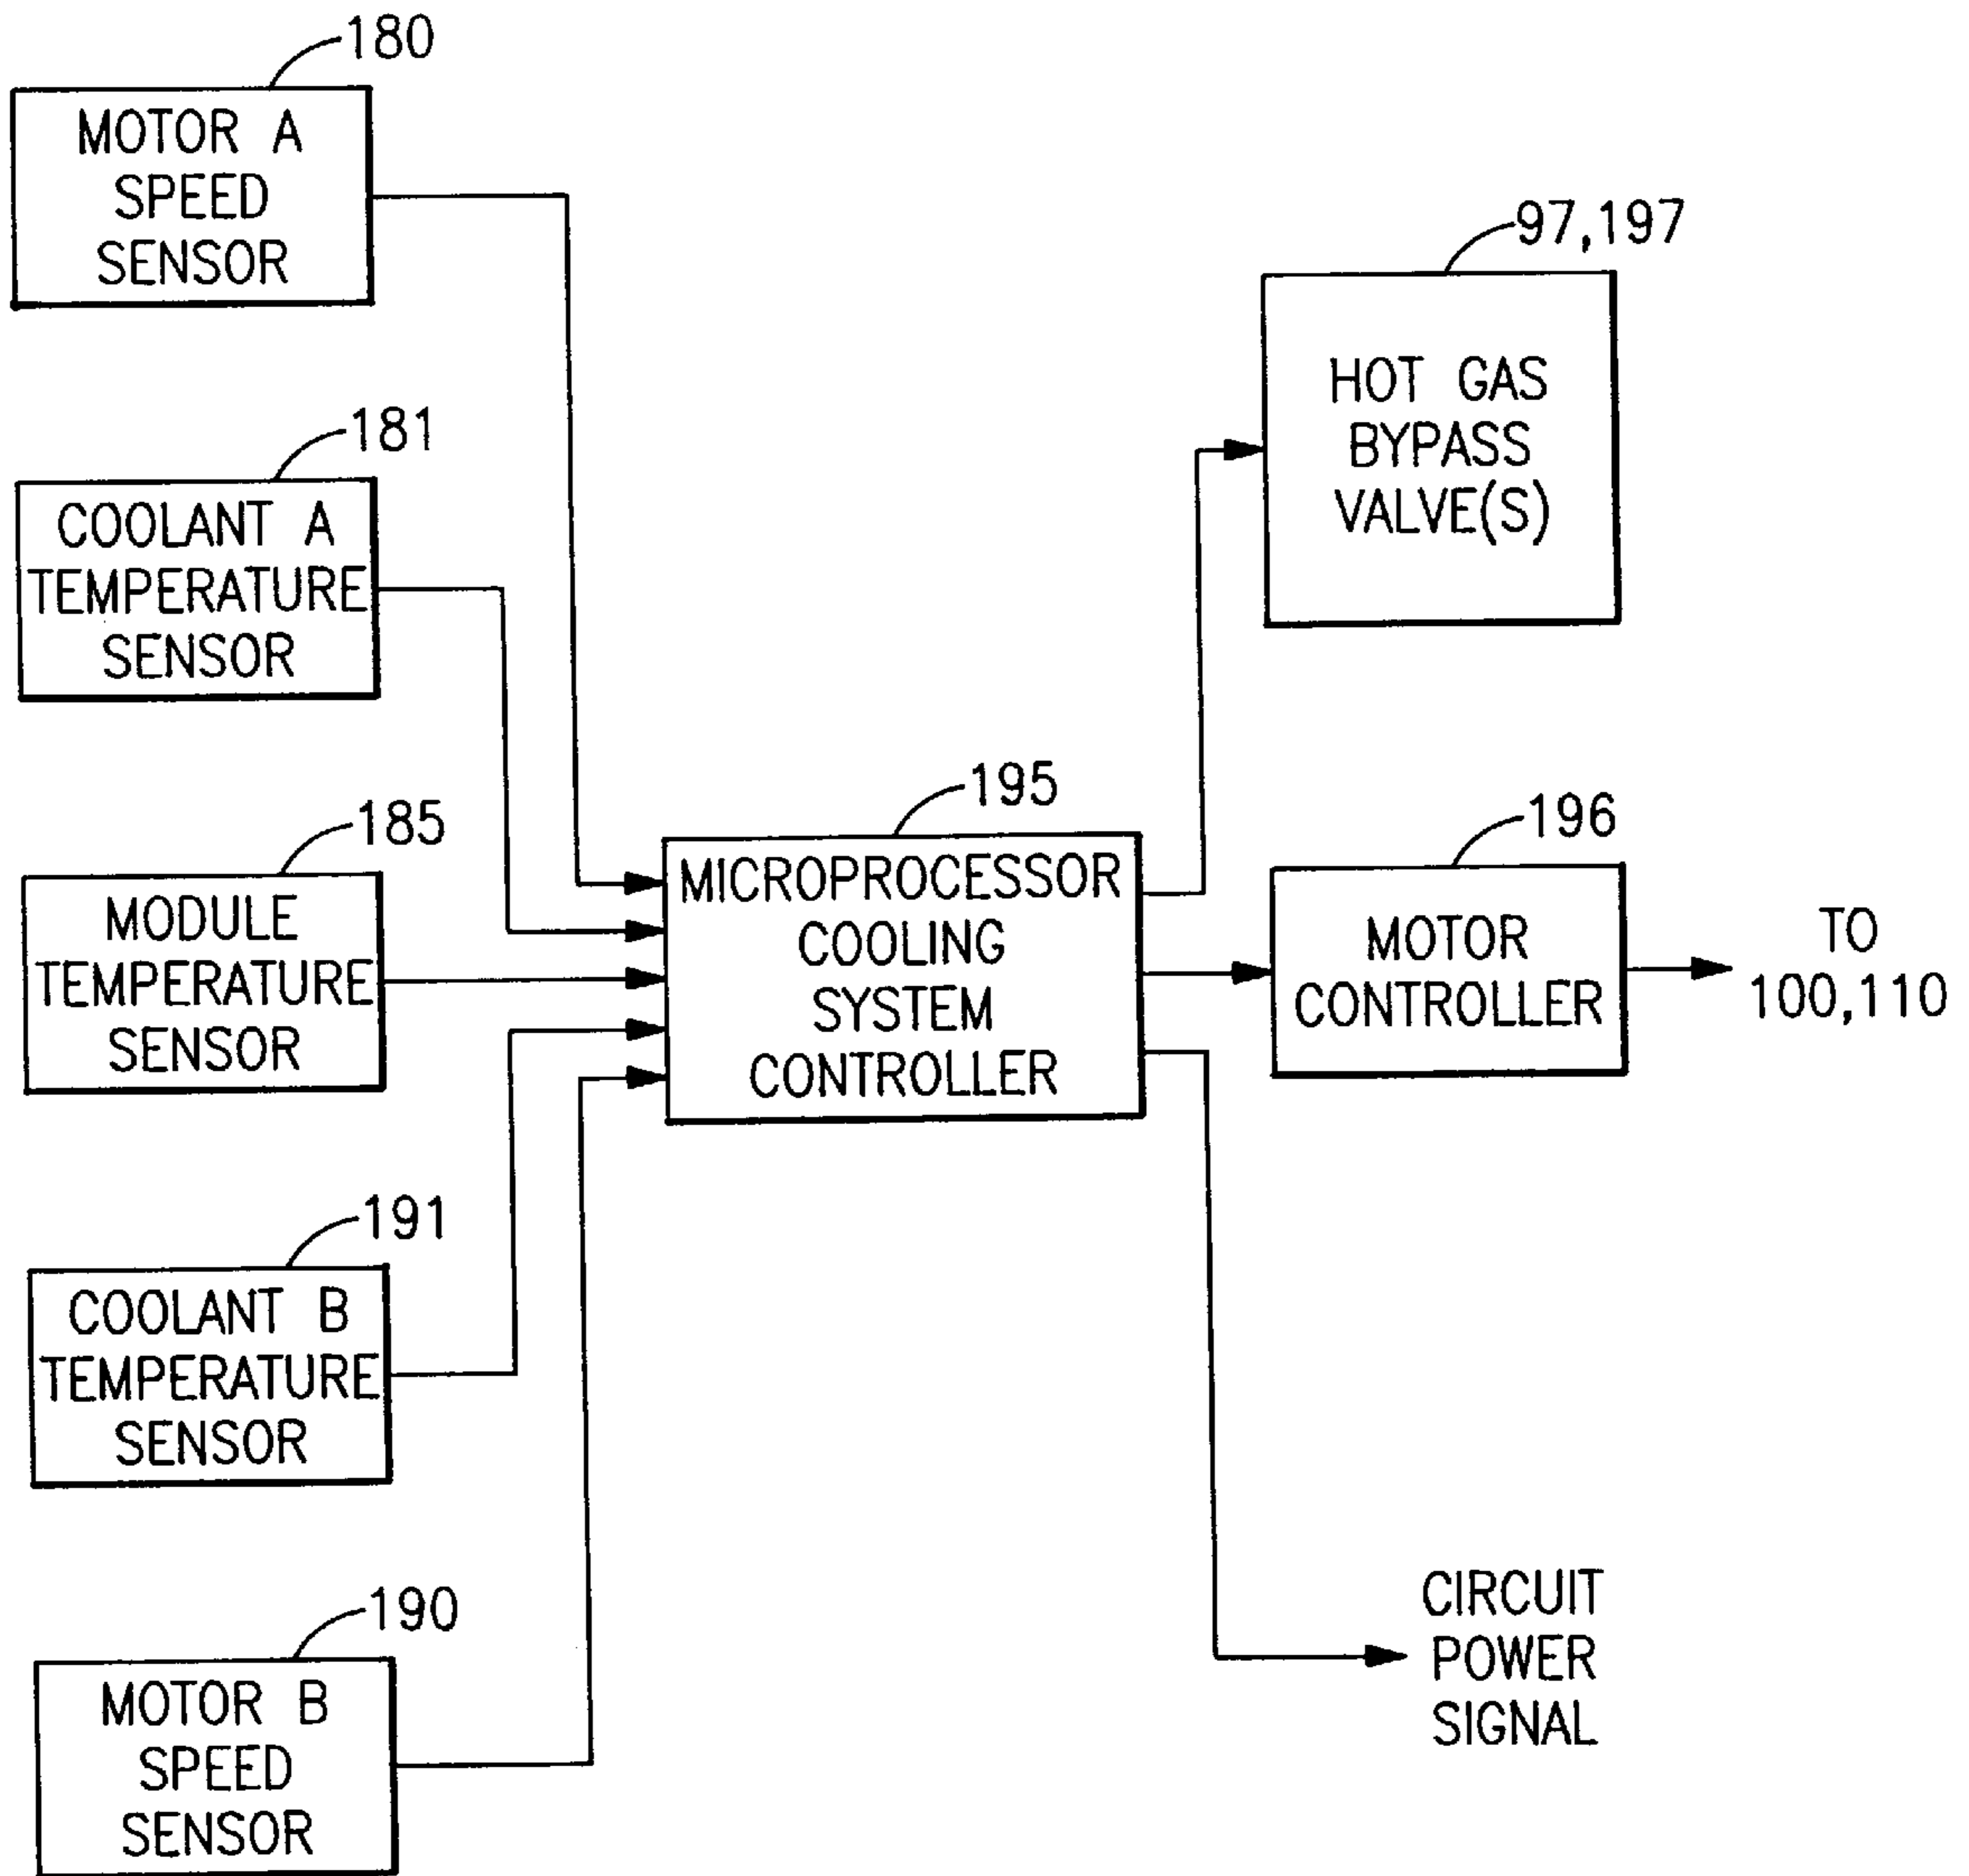 180
MOTOR A
SPEED
SENSOR
181
COOLANT A
TEMPERATURE
SENSOR
185
MODULE
TEMPERATURE
SENSOR
191
COOLANT B
TEMPERATURE
SENSOR
190
MOTOR B
SPEED
SENSOR
195
MICROPROCESSOR
COOLING
SYSTEM
CONTROLLER
97,197
HOT GAS
BYPASS
VALVE(S)
196
MOTOR
CONTROLLER
TO
100,110
CIRCUIT
POWER
SIGNAL